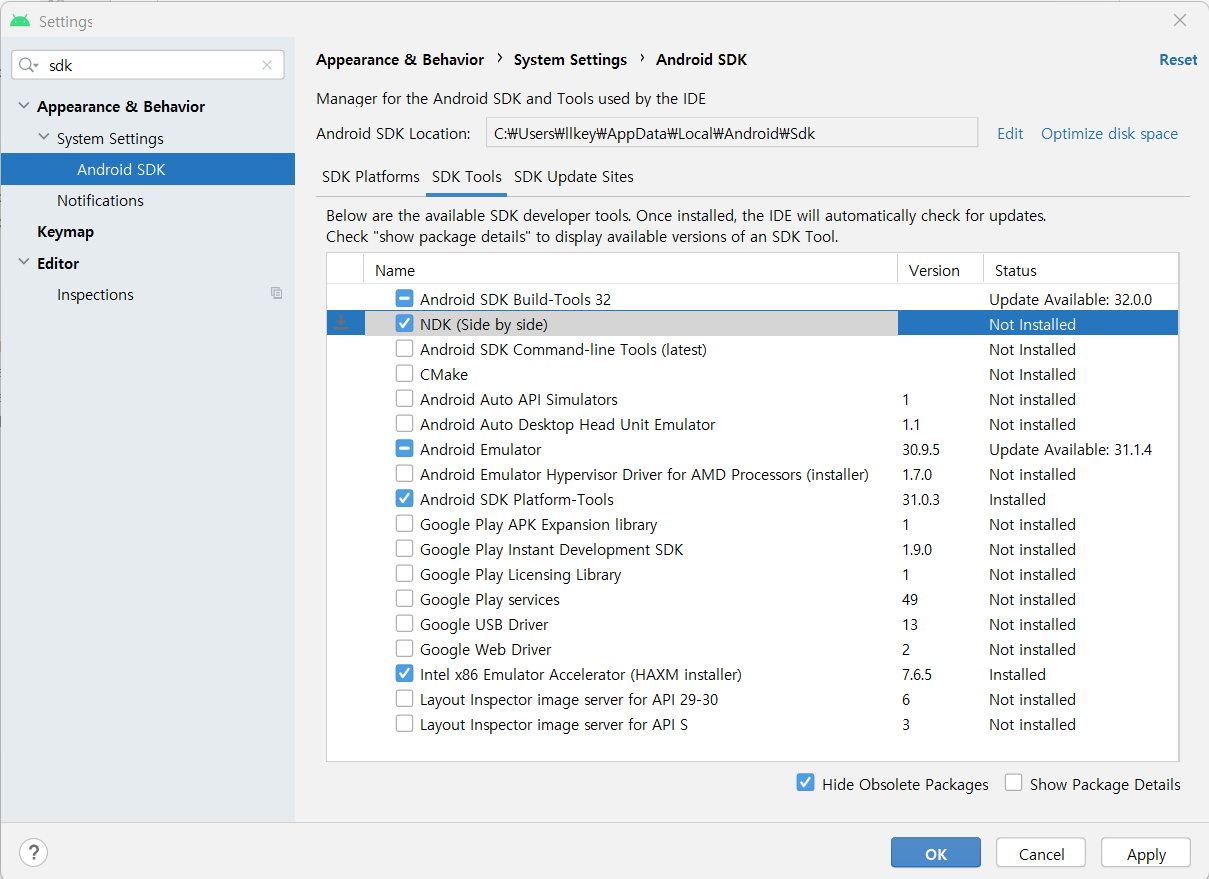 Settings
sdk
Appearance & Behavior
System Settings
Android SDK
Notifications
Keymap
Editor
Inspections
Appearance & Behavior › System Settings › Android SDK
Reset
Manager for the Android SDK and Tools used by the IDE
Android SDK Location: C:₩Users₩llkey₩AppData₩Local₩Android₩Sdk Edit Optimize disk space
SDK Platforms SDK Tools SDK Update Sites
Below are the available SDK developer tools. Once installed, the IDE will automatically check for updates.
Check "show package details" to display available versions of an SDK Tool.
Name Version Status
Android SDK Build-Tools 32 Update Available: 32.0.0
NDK (Side by side) Not Installed
Android SDK Command-line Tools (latest) Not Installed
CMake Not Installed
Android Auto API Simulators 1 Not installed
Android Auto Desktop Head Unit Emulator 1.1 Not installed
Android Emulator 30.9.5 Update Available: 31.1.4
Android Emulator Hypervisor Driver for AMD Processors (installer) 1.7.0 Not installed
Android SDK Platform-Tools 31.0.3 Installed
Google Play APK Expansion library 1 Not installed
Google Play Instant Development SDK 1.9.0 Not installed
Google Play Licensing Library 1 Not installed
Google Play services 49 Not installed
Google USB Driver 13 Not installed
Google Web Driver 2 Not installed
Intel x86 Emulator Accelerator (HAXM installer) 7.6.5 Installed
Layout Inspector image server for API 29-30 6 Not installed
Layout Inspector image server for API S 3 Not installed
Hide Obsolete Packages Show Package Details
? OK Cancel Apply